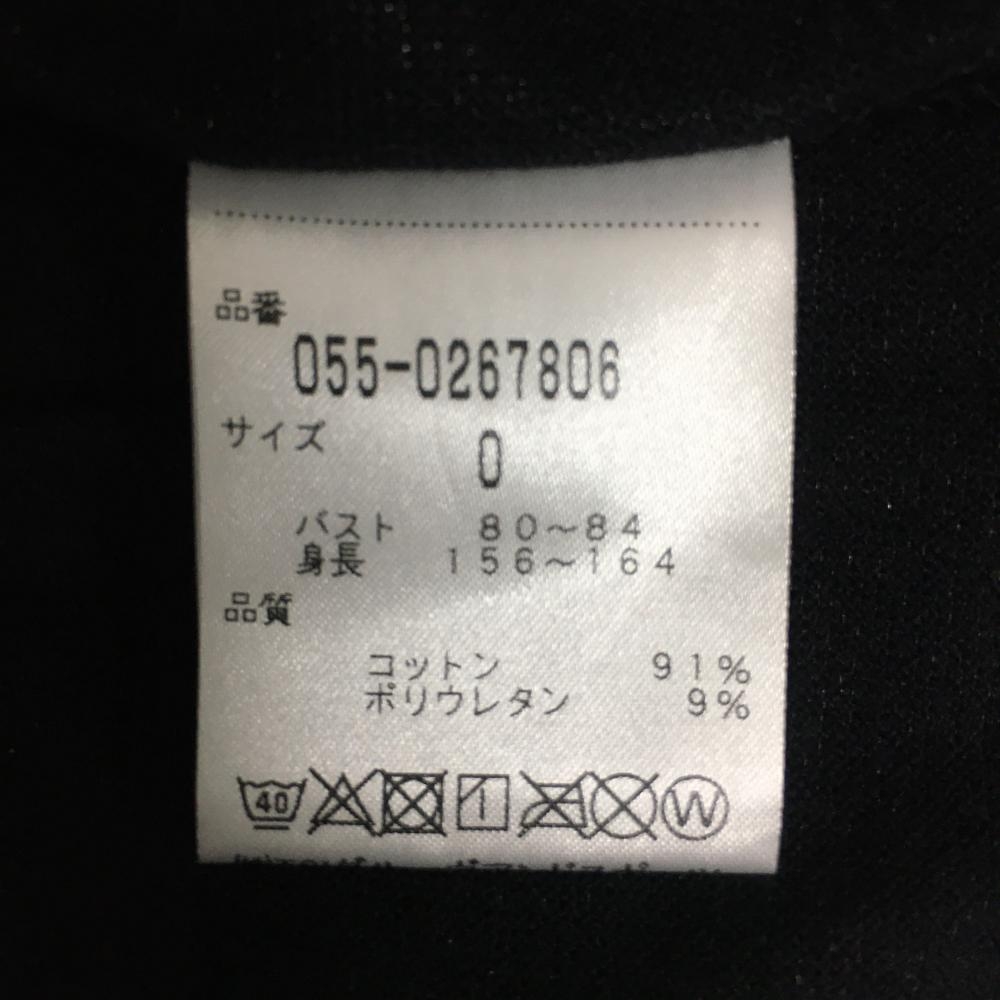 品番
055-0267806
サイズ 0
バスト 80~84
身長 156~164
品質
コットン 91%
ポリウレタン 9%
40 W